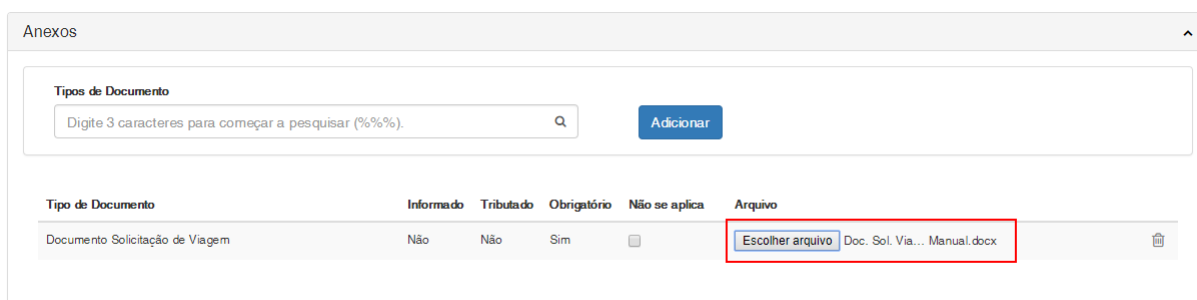 Anexos
Tipos de Documento
Digite 3 caracteres para começar a pesquisar (%%%).
Adicionar
Tipo de Documento Informado Tributado Obrigatório Não se aplica Arquivo
Documento Solicitação de Viagem Não Não Sim Escolher arquivo Doc. Sol. Via... Manual.docx